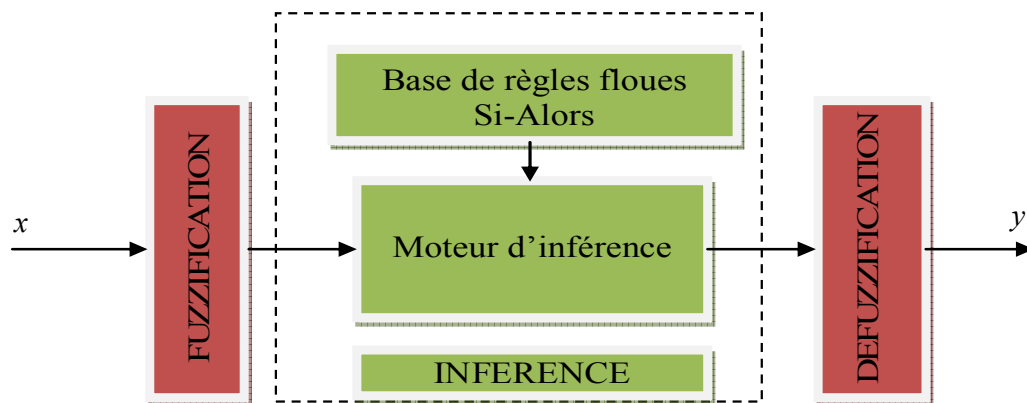 x
FUZZIFICATION
Base de règles floues
Si-Alors
Moteur d’inférence
INFERENCE
DEFUZZIFICATION
y